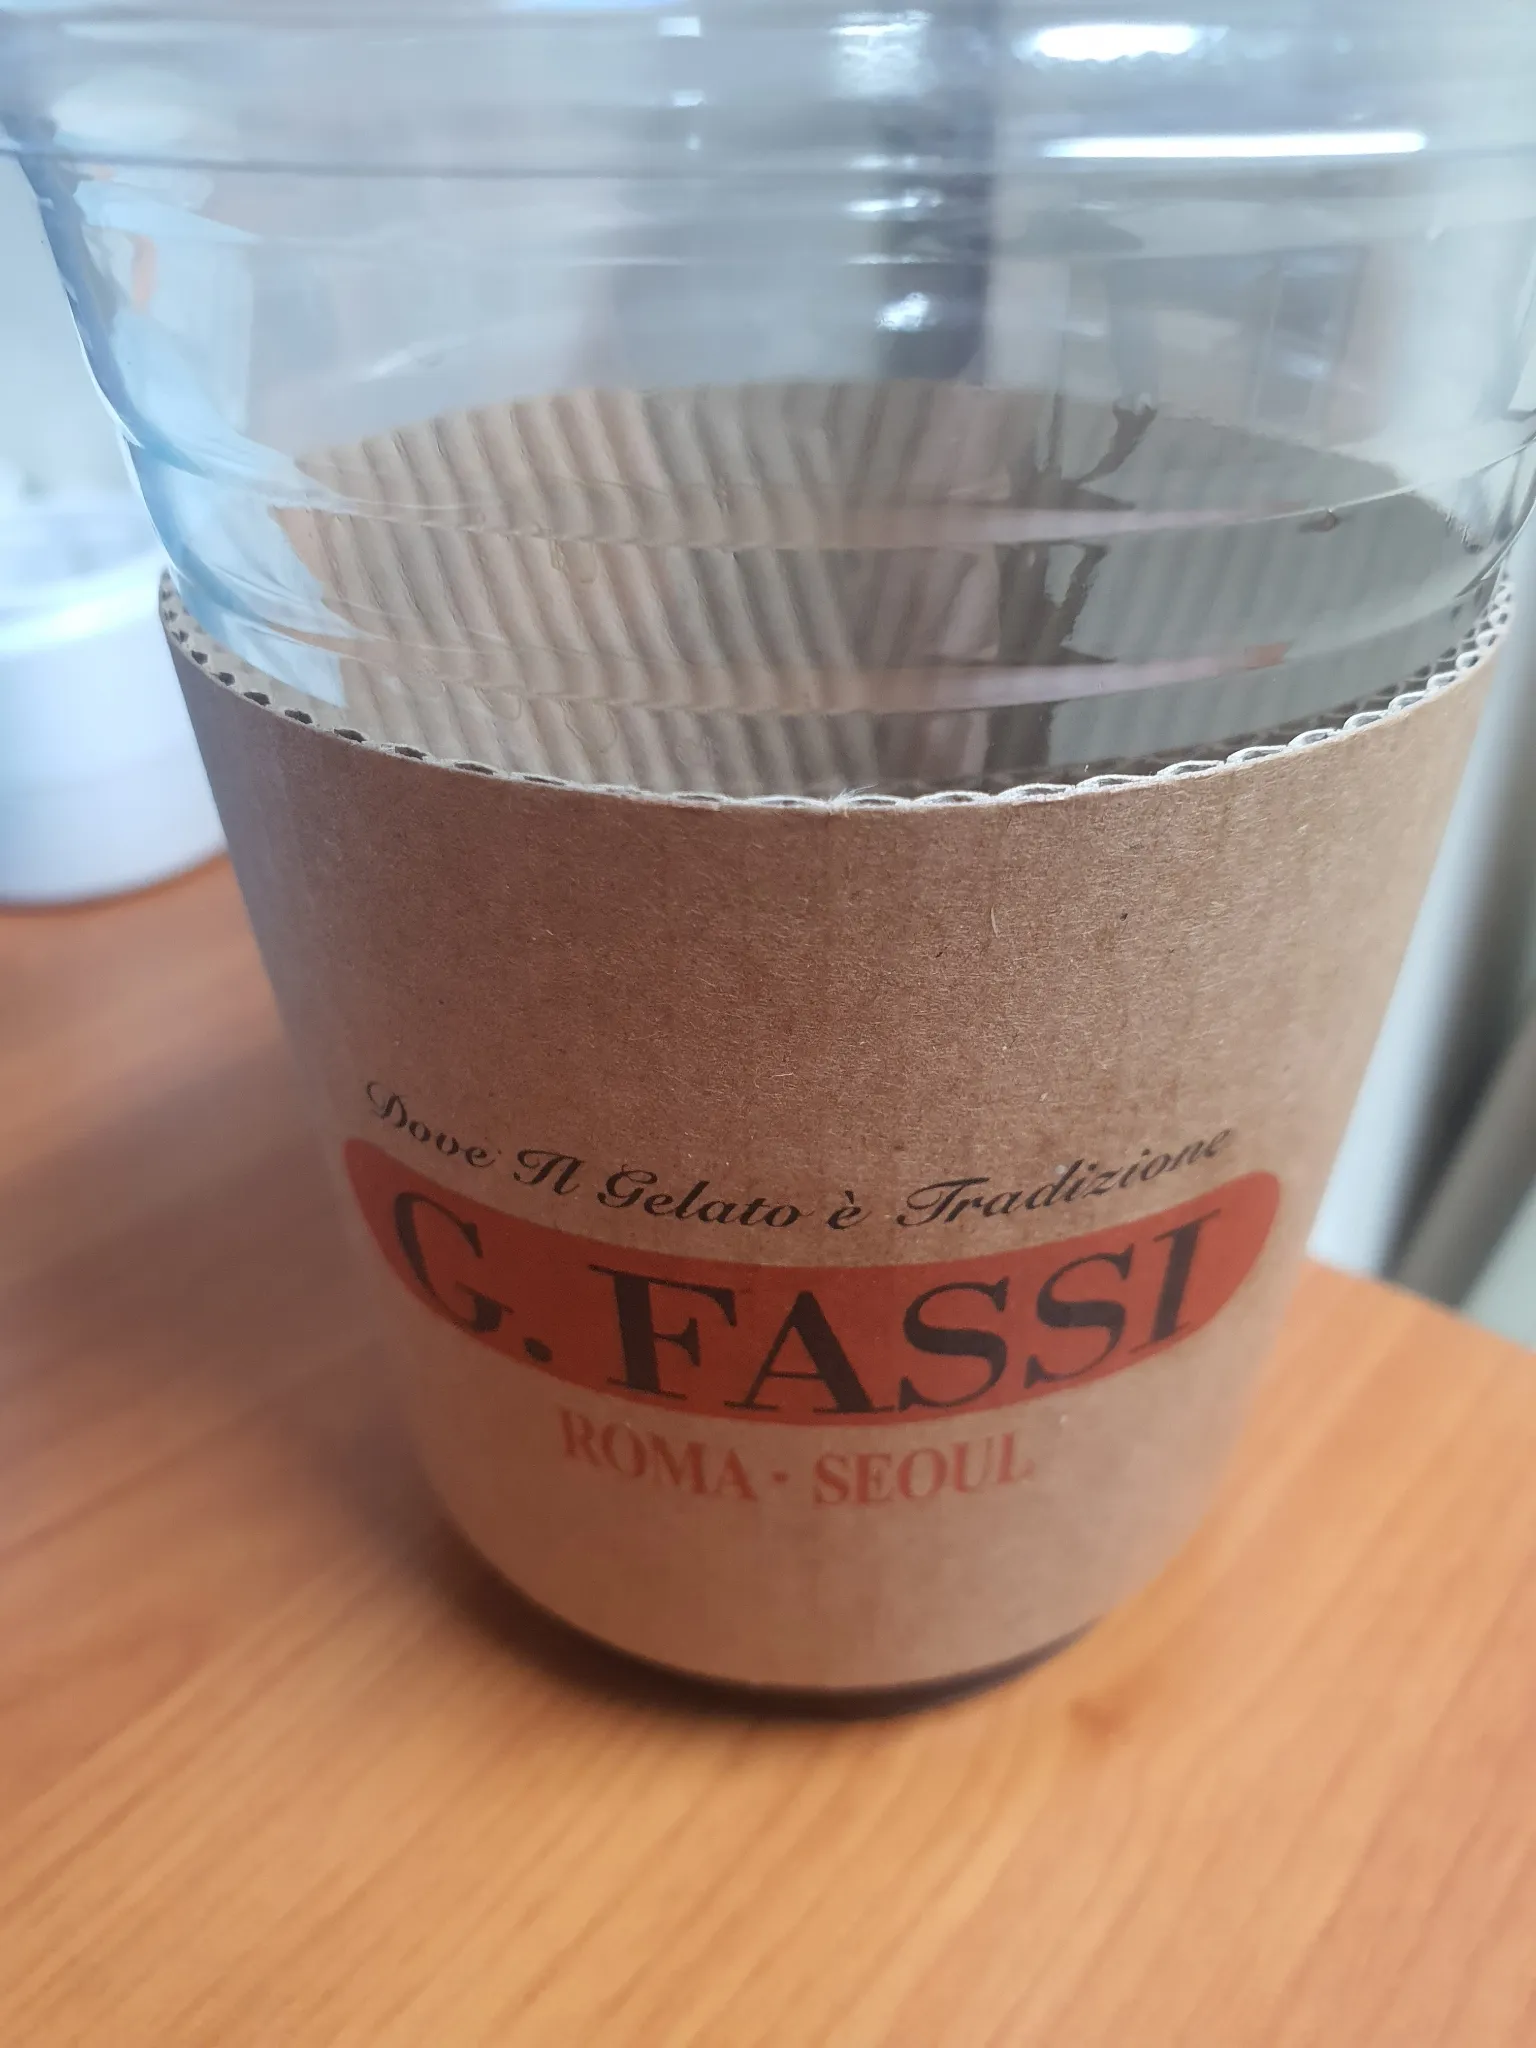 Dove Il Gelato è Tradizione
G. FASSI
ROMA · SEOUL